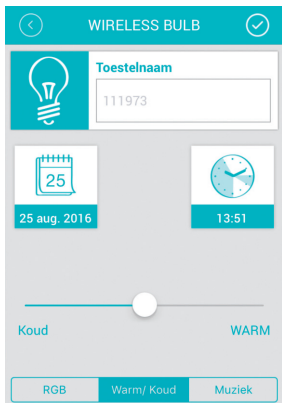 WIRELESS BULB
Toestelnaam
111973
25
25 aug. 2016
13:51
Koud WARM
RGB Warm/ Koud Muziek